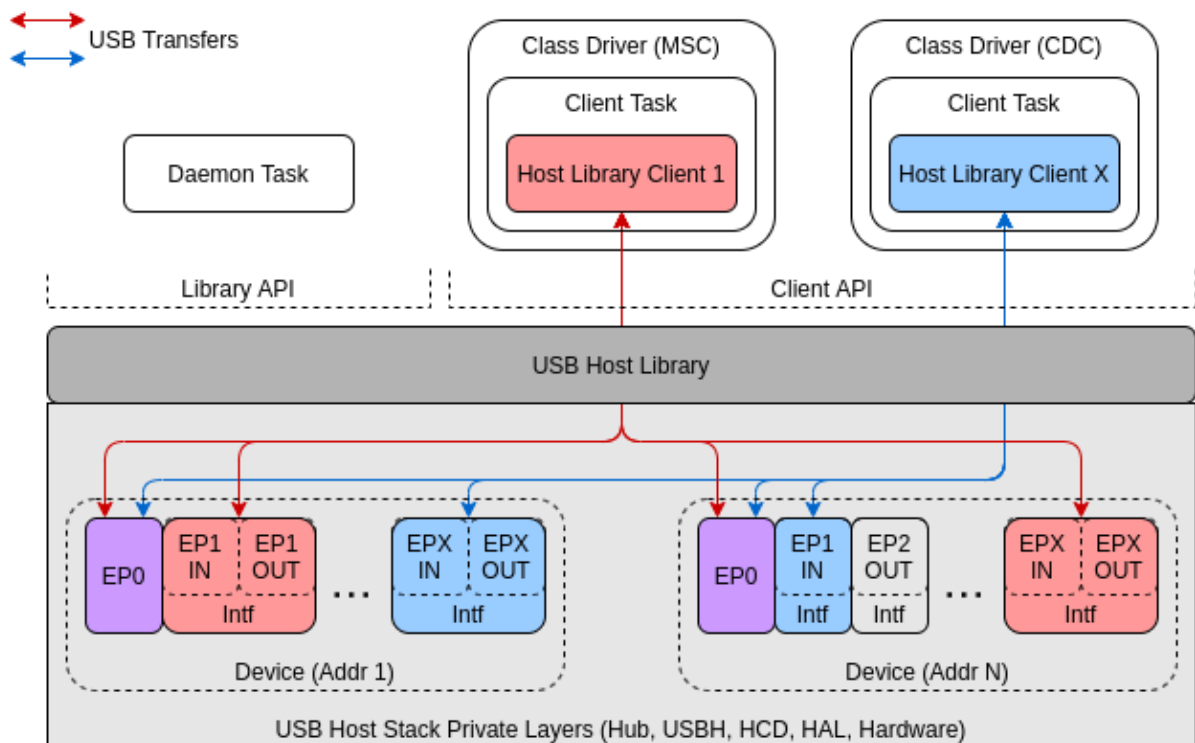 USB Transfers
Class Driver (MSC)
Class Driver (CDC)
Client Task
Client Task
Daemon Task
Host Library Client 1
Host Library Client X
Library API
Client API
USB Host Library
EP0
EP1
IN
EP1
OUT
Intf
...
EPX
IN
EPX
OUT
Intf
Device (Addr 1)
EP0
EP1
IN
Intf
EP2
OUT
Intf
...
EPX
IN
EPX
OUT
Intf
Device (Addr N)
USB Host Stack Private Layers (Hub, USBH, HCD, HAL, Hardware)